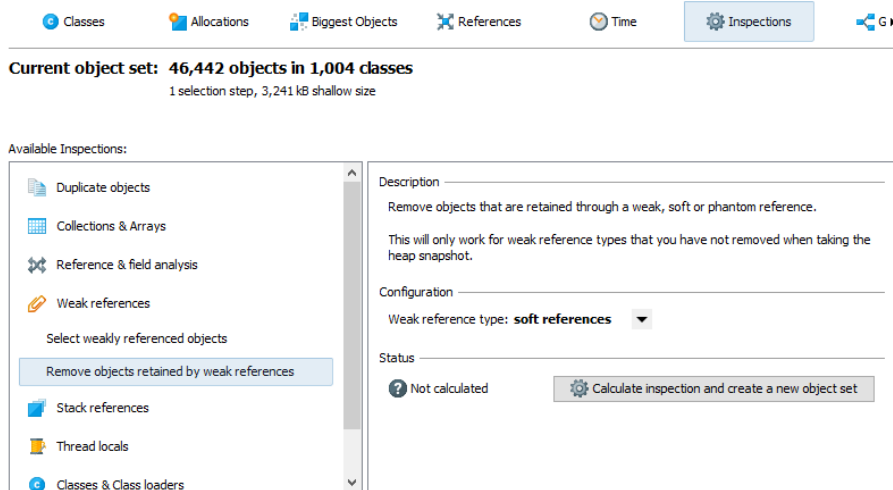 Classes Allocations Biggest Objects References Time Inspections G
Current object set: 46,442 objects in 1,004 classes
1 selection step, 3,241 kB shallow size
Available Inspections:
Duplicate objects
Collections & Arrays
Reference & field analysis
Weak references
Select weakly referenced objects
Remove objects retained by weak references
Stack references
Thread locals
Classes & Class loaders
Description
Remove objects that are retained through a weak, soft or phantom reference.
This will only work for weak reference types that you have not removed when taking the
heap snapshot.
Configuration
Weak reference type: soft references
Status
Not calculated Calculate inspection and create a new object set